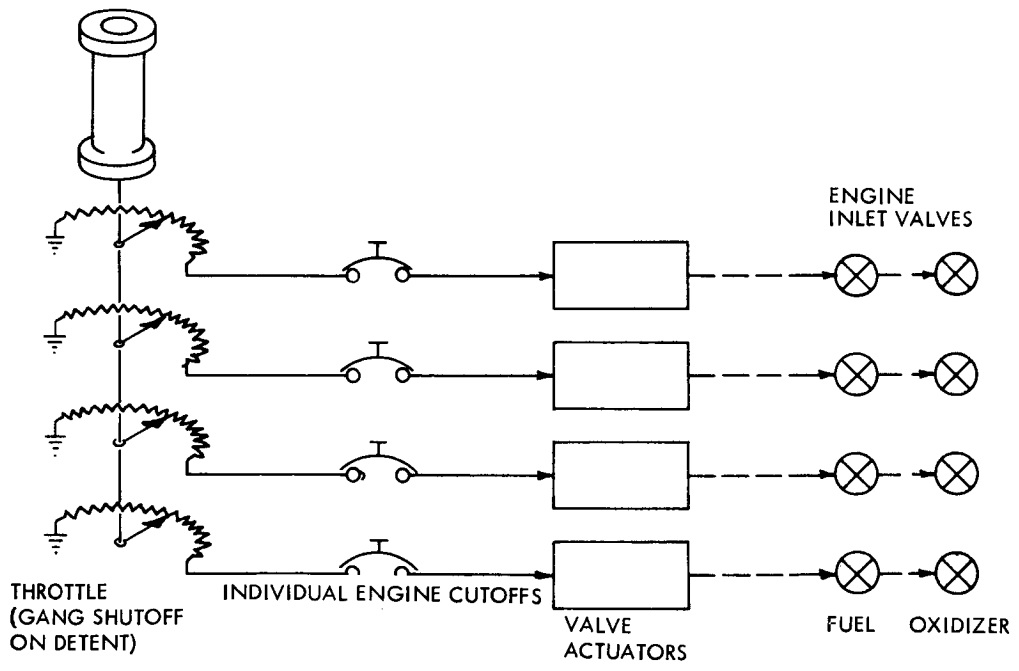 ENGINE
INLET VALVES
THROTTLE
(GANG SHUTOFF
ON DETENT)
INDIVIDUAL ENGINE CUTOFFS
VALVE
ACTUATORS
FUEL
OXIDIZER